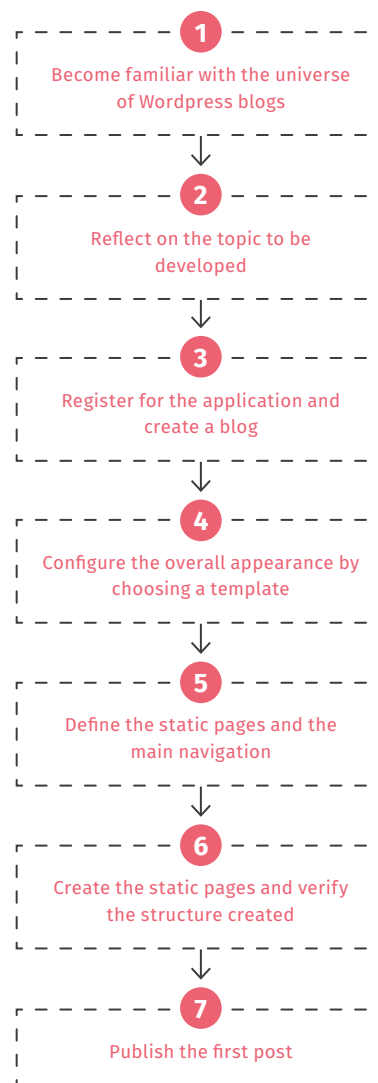 1
Become familiar with the universe
of Wordpress blogs
2
Reflect on the topic to be
developed
3
Register for the application and
create a blog
4
Configure the overall appearance by
choosing a template
5
Define the static pages and the
main navigation
6
Create the static pages and verify
the structure created
7
Publish the first post